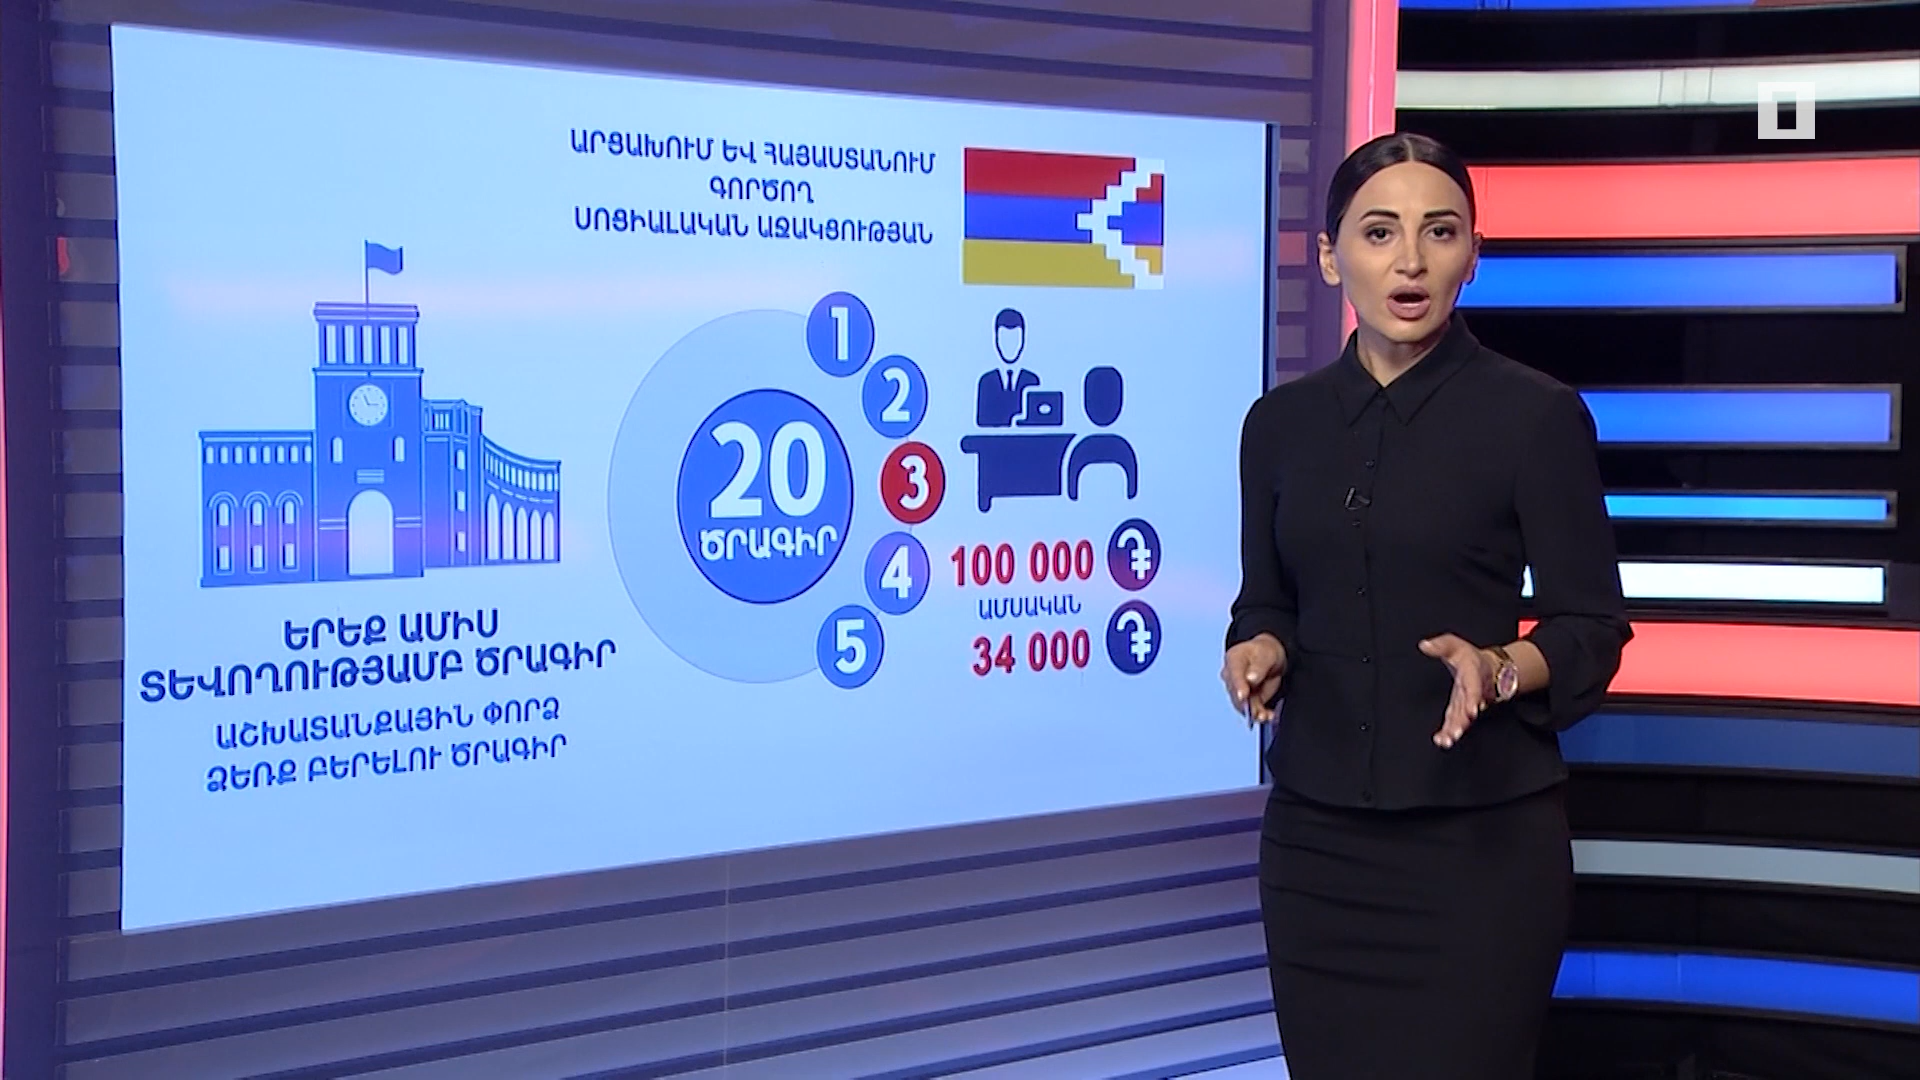 ԱՐՑԱԽՈՒՄ ԵՎ ՀԱՅԱՍՏԱՆՈՒՄ
ԳՈՐԾՈՂ
ՍՈՑԻԱԼԱԿԱՆ ԱՋԱԿՑՈՒԹՅԱՆ
20
ԾՐԱԳԻՐ
1
2
3
4
5
100 000 ֏
ԱՄՍԱԿԱՆ
34 000 ֏
ԵՐԵՔ ԱՄԻՍ
ՏԵՎՈՂՈՒԹՅԱՄԲ ԾՐԱԳԻՐ
ԱՇԽԱՏԱՆՔԱՅԻՆ ՓՈՐՁ
ՁԵՌՔ ԲԵՐԵԼՈՒ ԾՐԱԳԻՐ